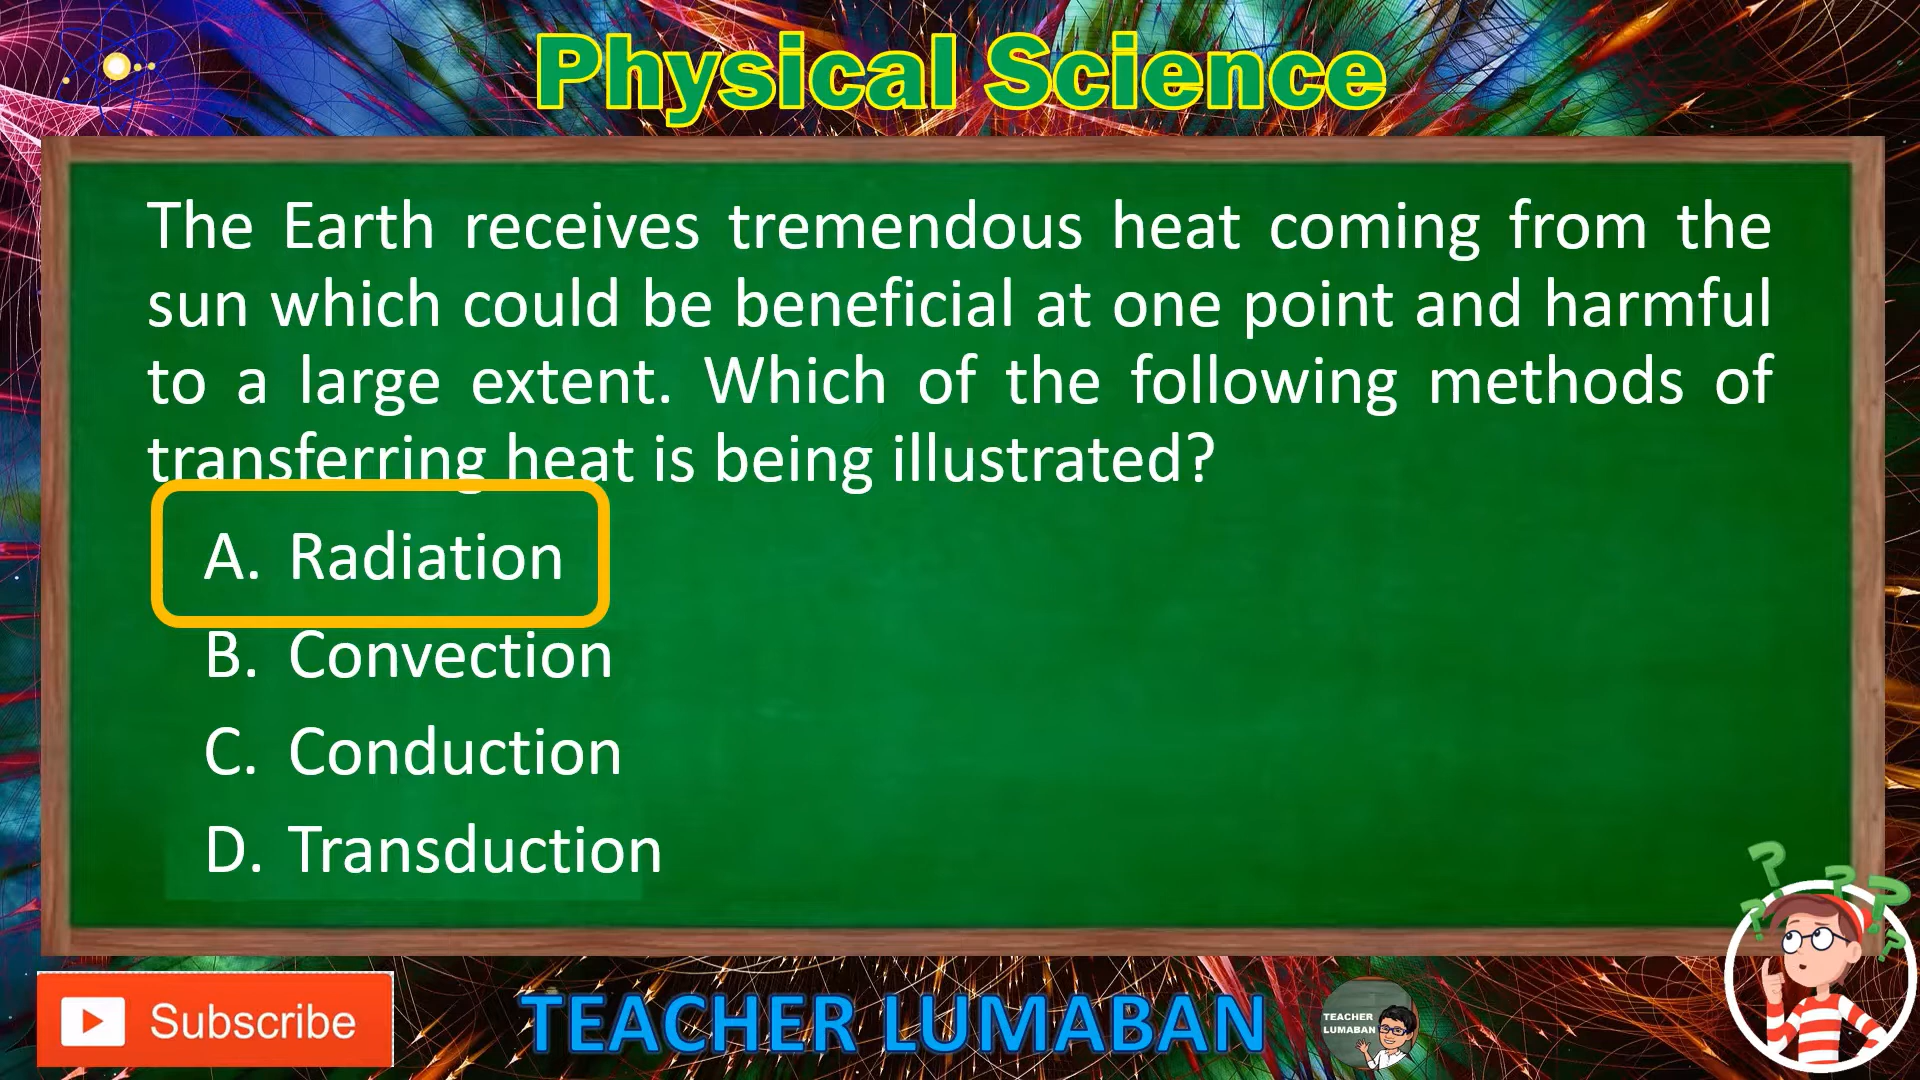 Physical Science
The Earth receives tremendous heat coming from the
sun which could be beneficial at one point and harmful
to a large extent. Which of the following methods of
transferring heat is being illustrated?
A. Radiation
B. Convection
C. Conduction
D. Transduction
Subscribe
TEACHER LUMABAN
TEACHER
LUMABAN
? ? ? ? ?